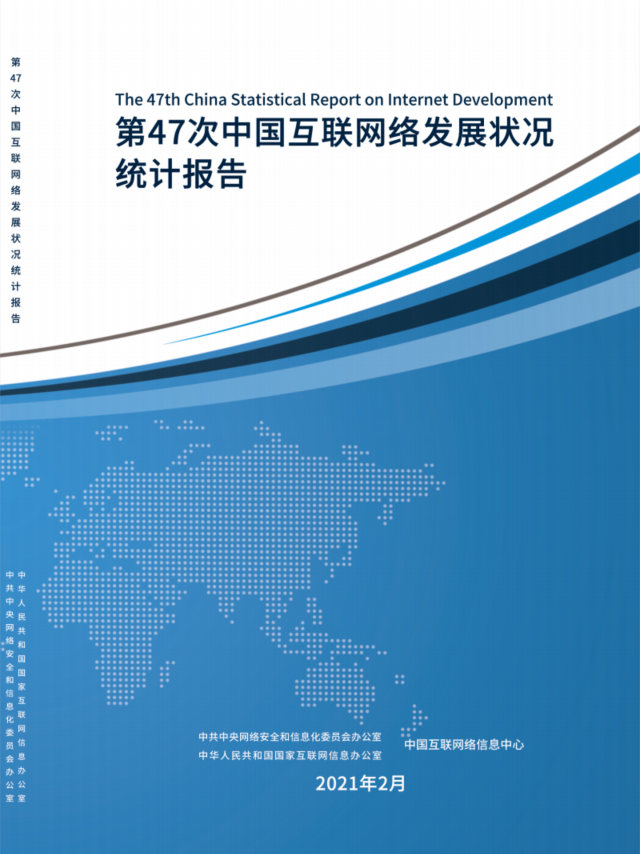 第47次中国互联网络发展状况统计报告
The 47th China Statistical Report on Internet Development
第47次中国互联网络发展状况
统计报告
中华人民共和国国家互联网信息办公室
中共中央网络安全和信息化委员会办公室
中共中央网络安全和信息化委员会办公室
中华人民共和国国家互联网信息办公室
中国互联网络信息中心
2021年2月